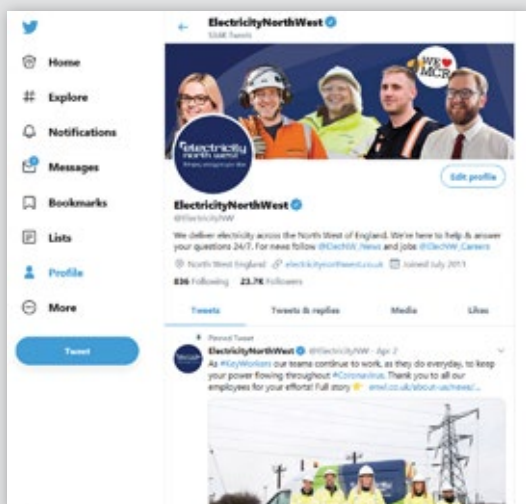 ElectricityNorthWest
Tweets
Home
Explore
Notifications
Messages
Bookmarks
Lists
Profile
More
Tweet
WE
MCR
electricity
north west
Bringing energy to your door
Edit profile
ElectricityNorthWest
@ElectricityNW
We deliver electricity across the North West of England. We're here to help & answer
your questions 24/7. For news follow @ElecNW_News and jobs @ElecNW_Careers
North West England electricitynorthwest.co.uk Joined July 2011
836 Following 23.7K Followers
Tweets Tweets & replies Media Likes
Pinned Tweet
ElectricityNorthWest @ElectricityNW · Apr 2
As #KeyWorkers our teams continue to work, as they do everyday, to keep
your power flowing throughout #Coronavirus. Thank you to all our
employees for your efforts! Full story enwl.co.uk/about-us/news/...